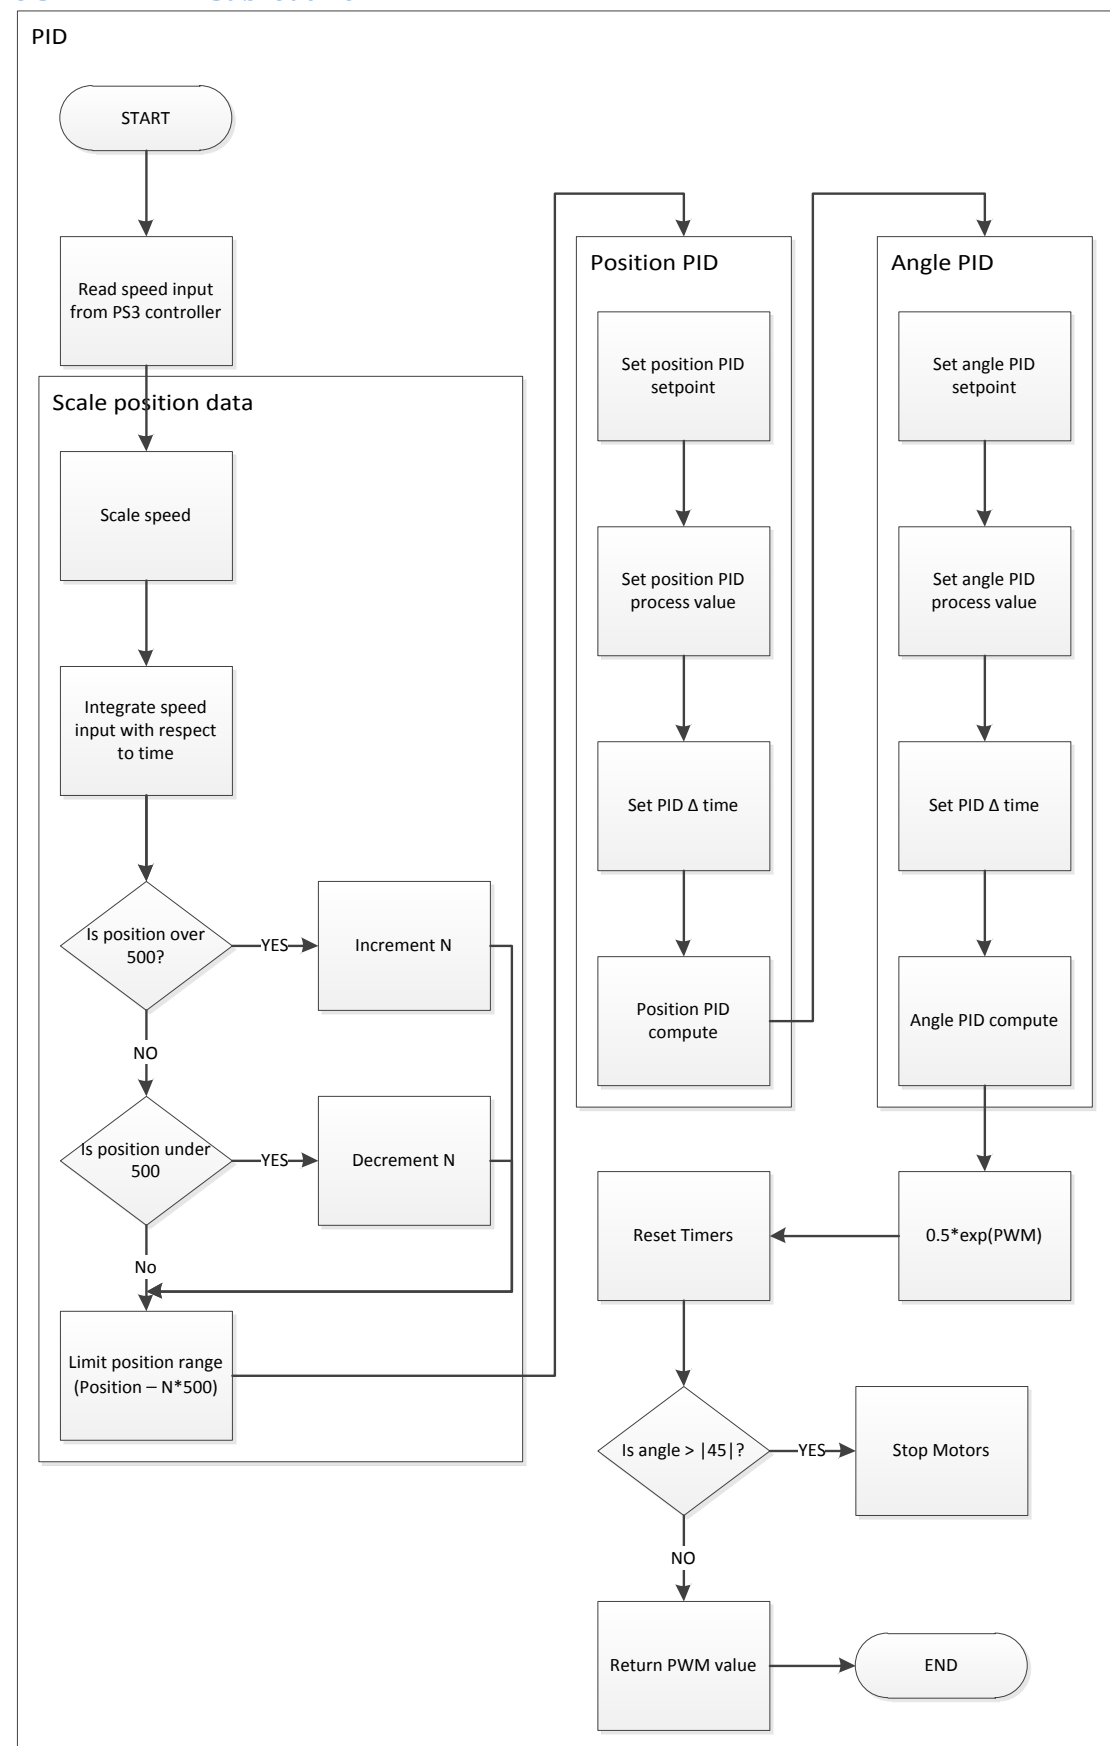 PID
START
Read speed input
from PS3 controller
Scale position data
Scale speed
Integrate speed
input with respect
to time
Is position over
500?
YES
Increment N
NO
Is position under
500
YES
Decrement N
No
Limit position range
(Position – N*500)
Position PID
Set position PID
setpoint
Set position PID
process value
Set PID Δ time
Position PID
compute
Angle PID
Set angle PID
setpoint
Set angle PID
process value
Set PID Δ time
Angle PID compute
0.5*exp(PWM)
Reset Timers
Is angle > |45|?
YES
Stop Motors
NO
Return PWM value
END